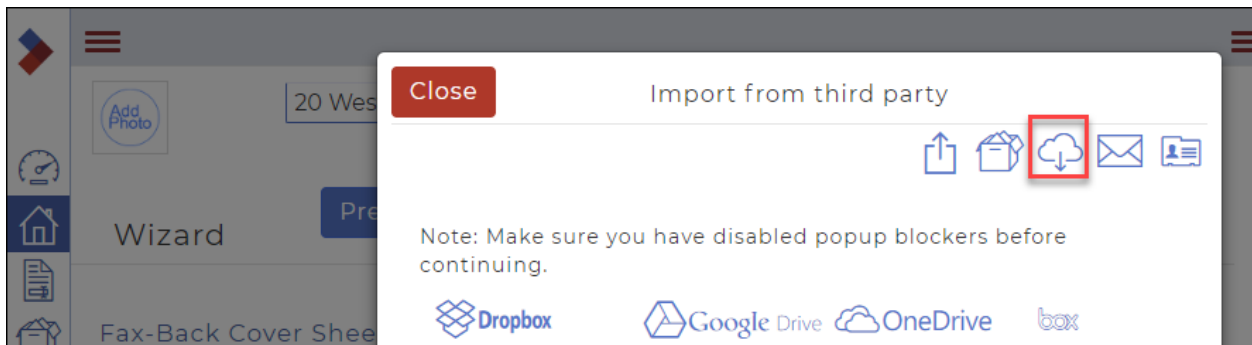 Close
Import from third party
Add
Photo
20 Wes
Pre
Wizard
Note: Make sure you have disabled popup blockers before
continuing.
Fax-Back Cover Shee
Dropbox
Google Drive
OneDrive
box